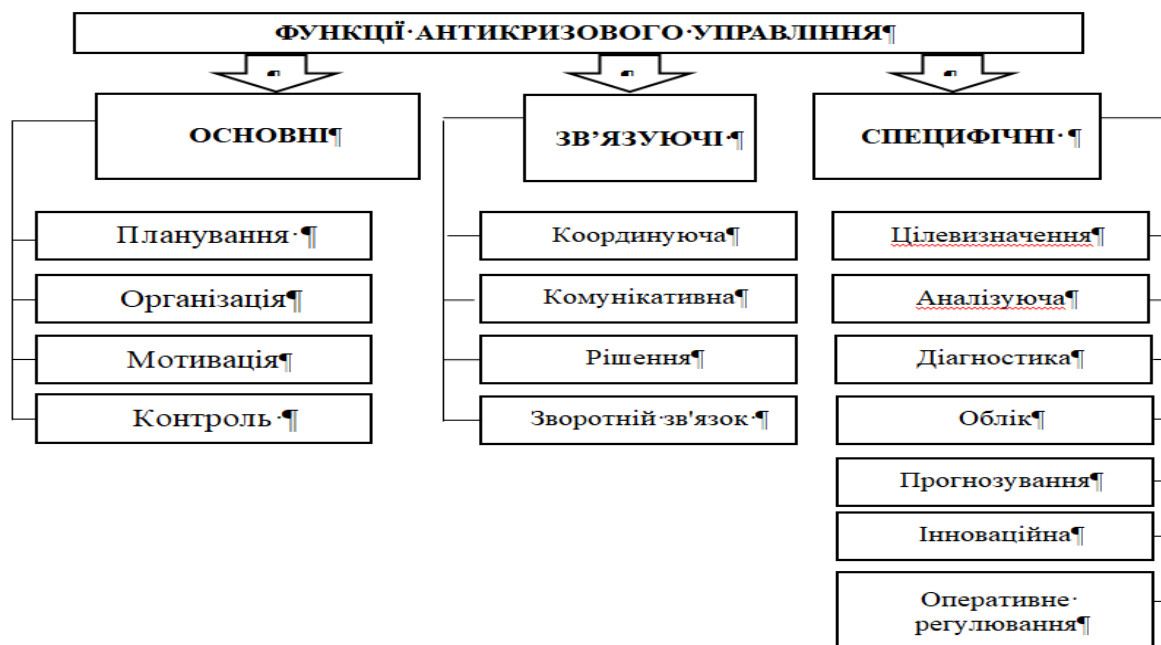 ФУНКЦІЇ·АНТИКРИЗОВОГО·УПРАВЛІННЯ¶
¶ ¶ ¶
ОСНОВНІ¶
ЗВ’ЯЗУЮЧІ·¶
СПЕЦИФІЧНІ·¶
Планування·¶
Організація¶
Мотивація¶
Контроль·¶
Координуюча¶
Комунікативна¶
Рішення¶
Зворотній·зв'язок¶
Цілевизначення¶
Аналізуюча¶
Діагностика¶
Облік¶
Прогнозування¶
Інноваційна¶
Оперативне·
регулювання¶